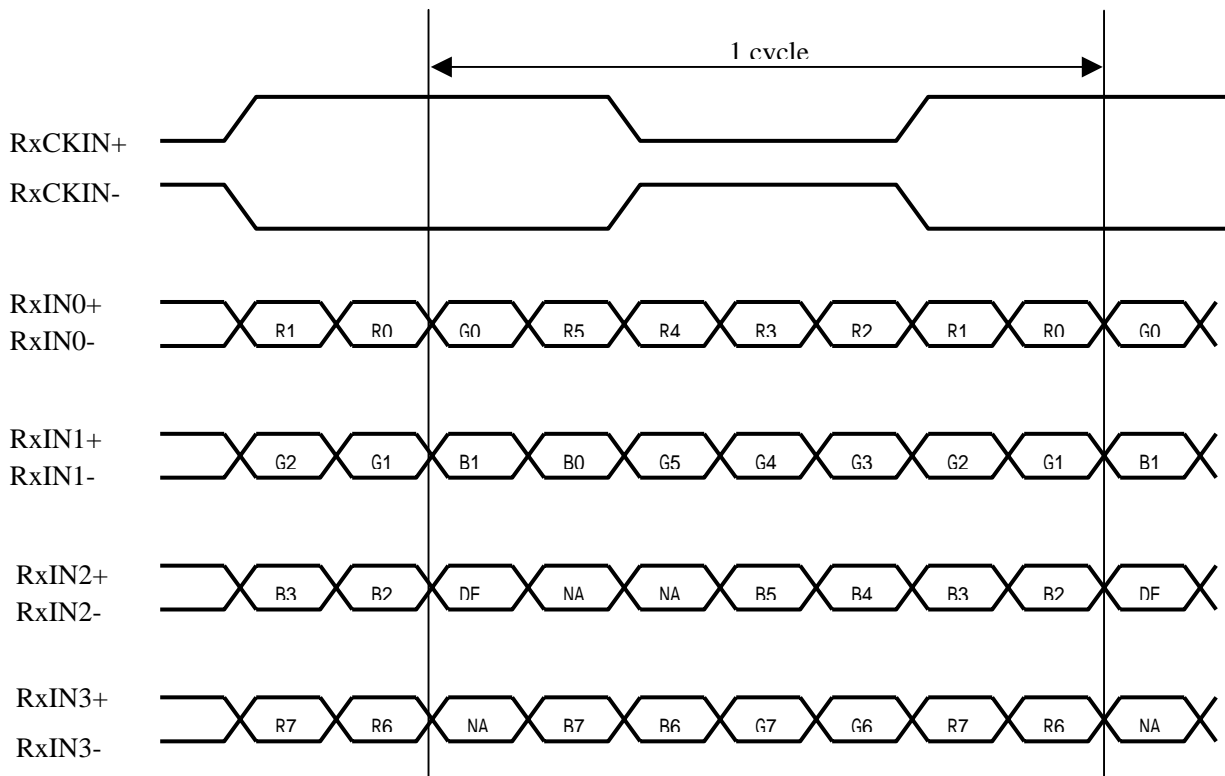 1 cycle
RxCKIN+
RxCKIN-
RxIN0+
R1 R0 G0 R5 R4 R3 R2 R1 R0 G0
RxIN0-
RxIN1+
G2 G1 B1 B0 G5 G4 G3 G2 G1 B1
RxIN1-
RxIN2+
B3 B2 DE NA NA B5 B4 B3 B2 DE
RxIN2-
RxIN3+
R7 R6 NA B7 B6 G7 G6 R7 R6 NA
RxIN3-